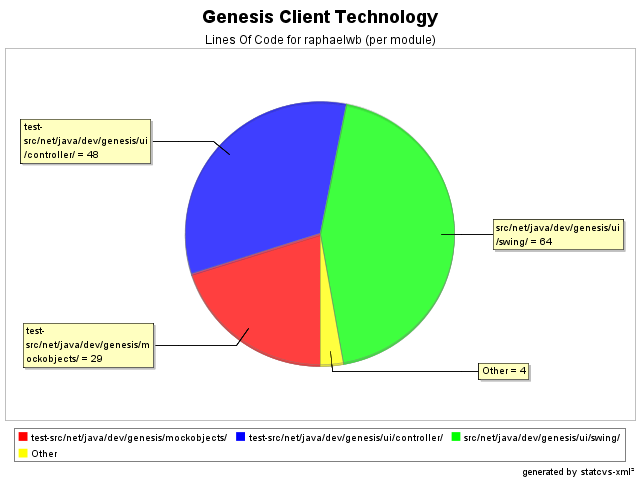 Genesis Client Technology
Lines Of Code for raphaelwb (per module)
test-
src/net/java/dev/genesis/ui
/controller/ = 48
src/net/java/dev/genesis/ui
/swing/ = 64
test-
src/net/java/dev/genesis/m
ockobjects/ = 29
Other = 4
test-src/net/java/dev/genesis/mockobjects/ test-src/net/java/dev/genesis/ui/controller/ src/net/java/dev/genesis/ui/swing/
Other
generated by statcvs-xml²